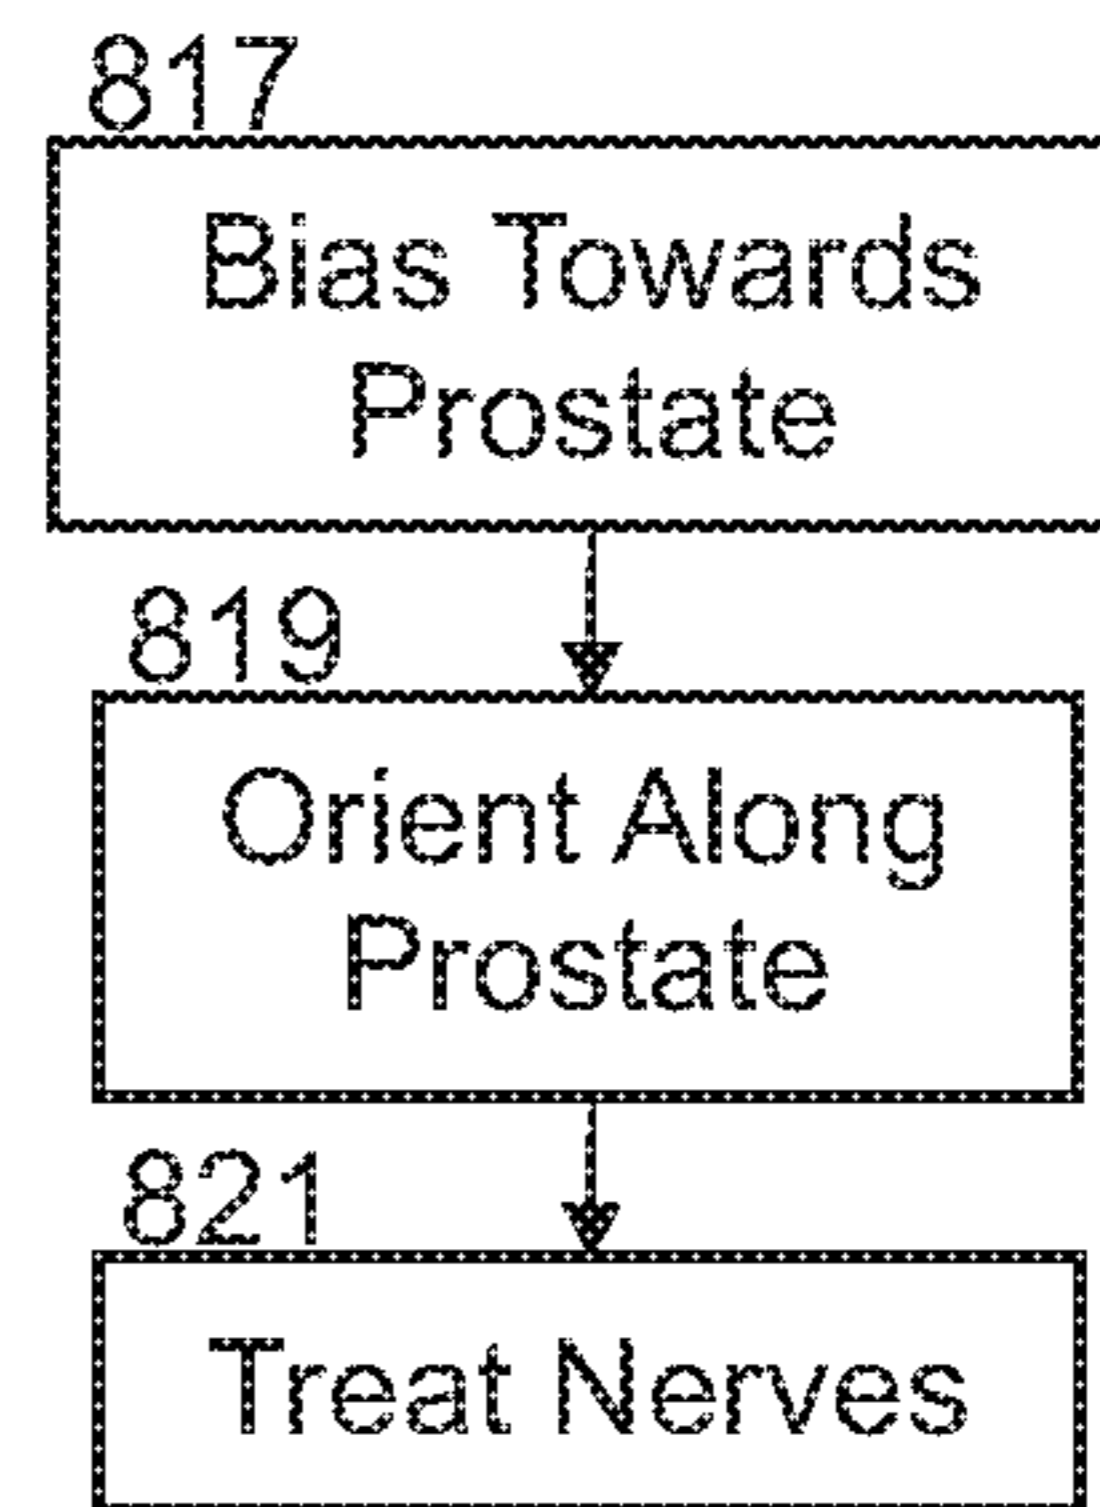 817
Bias Towards
Prostate
819
Orient Along
Prostate
821
Treat Nerves